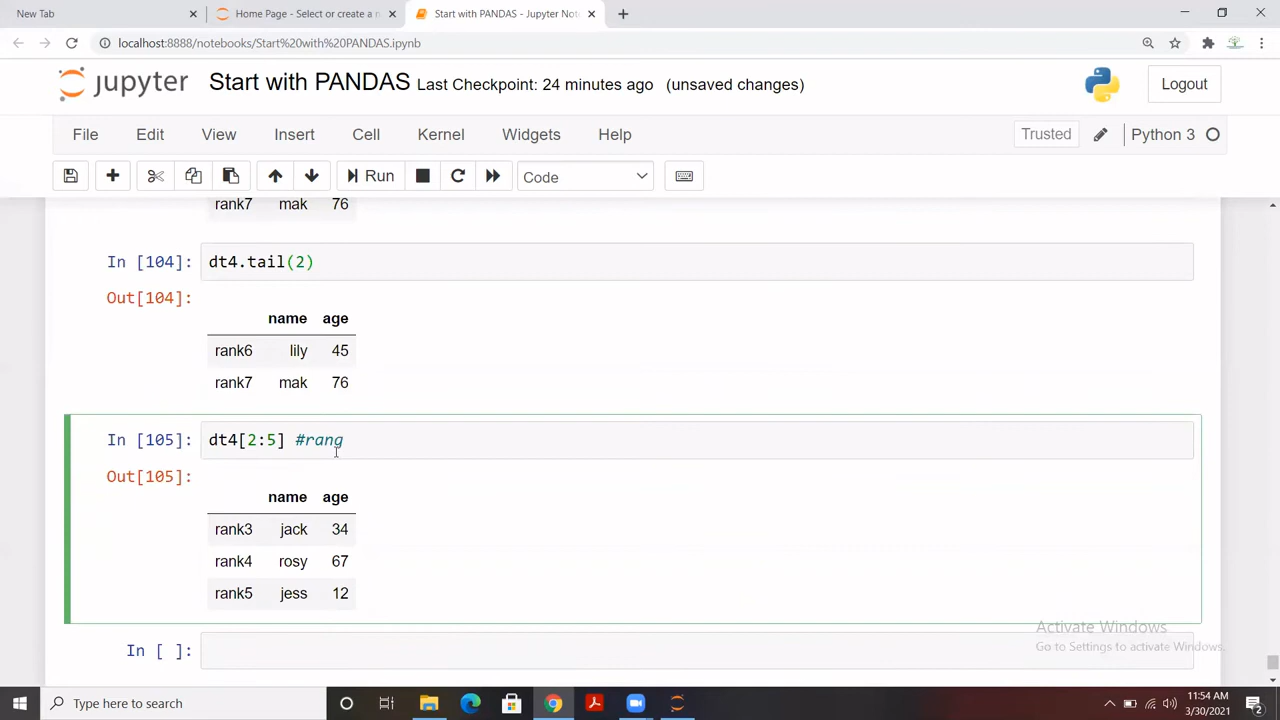 New Tab
Home Page - Select or create a n
Start with PANDAS - Jupyter Not
localhost:8888/notebooks/Start%20with%20PANDAS.ipynb
jupyter Start with PANDAS Last Checkpoint: 24 minutes ago (unsaved changes)
Logout
File Edit View Insert Cell Kernel Widgets Help
Trusted Python 3
Run Code
rank7 mak 76
In [104]: dt4.tail(2)
Out[104]:
name age
rank6 lily 45
rank7 mak 76
In [105]: dt4[2:5] #rang
Out[105]:
name age
rank3 jack 34
rank4 rosy 67
rank5 jess 12
In [ ]:
Activate Windows
Go to Settings to activate Windows.
Type here to search
11:54 AM
3/30/2021
2